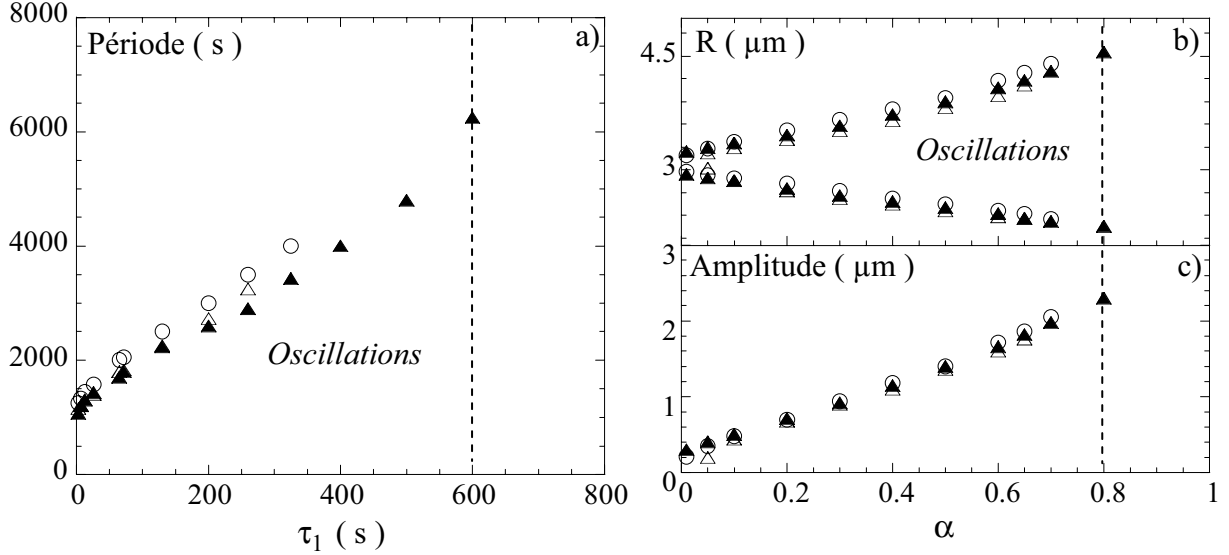 8000
Période ( s )
a)
6000
4000
2000
0
Oscillations
0
200
400
600
800
τ1 ( s )
R ( µm )
b)
4.5
3
Oscillations
3
Amplitude ( µm )
c)
2
1
0
0
0.2
0.4
0.6
0.8
1
α